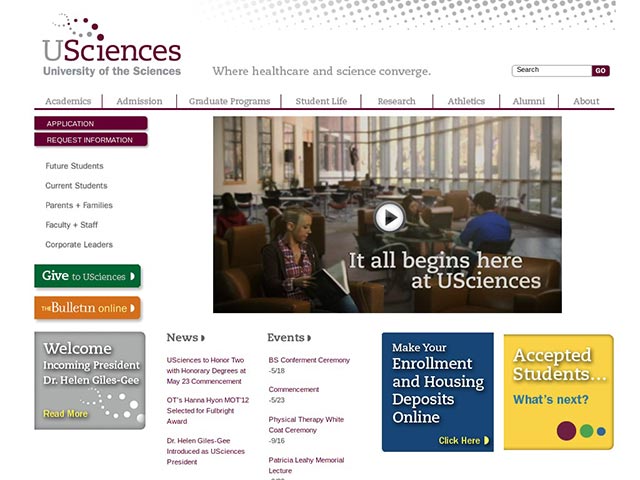 USciences
University of the Sciences
Where healthcare and science converge.
Search
GO
Academics
Admission
Graduate Programs
Student Life
Research
Athletics
Alumni
About
APPLICATION
REQUEST INFORMATION
Future Students
Current Students
Parents + Families
Faculty + Staff
Corporate Leaders
Give to USciences
THE Bulletin online
It all begins here
at USciences
Welcome
Incoming President
Dr. Helen Giles-Gee
Read More
News
USciences to Honor Two
with Honorary Degrees at
May 23 Commencement
OT's Hanna Hyon MOT'12
Selected for Fulbright
Award
Dr. Helen Giles-Gee
Introduced as USciences
President
Events
BS Conferment Ceremony
-5/18
Commencement
-5/23
Physical Therapy White
Coat Ceremony
-9/16
Patricia Leahy Memorial
Lecture
Make Your
Enrollment
and Housing
Deposits
Online
Click Here
Accepted
Students...
What's next?